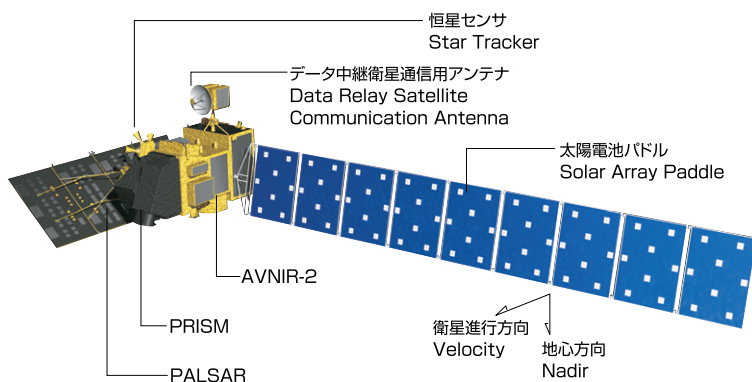 恒星センサ
Star Tracker
データ中継衛星通信用アンテナ
Data Relay Satellite
Communication Antenna
太陽電池パドル
Solar Array Paddle
AVNIR-2
PRISM
PALSAR
衛星進行方向
Velocity
地心方向
Nadir